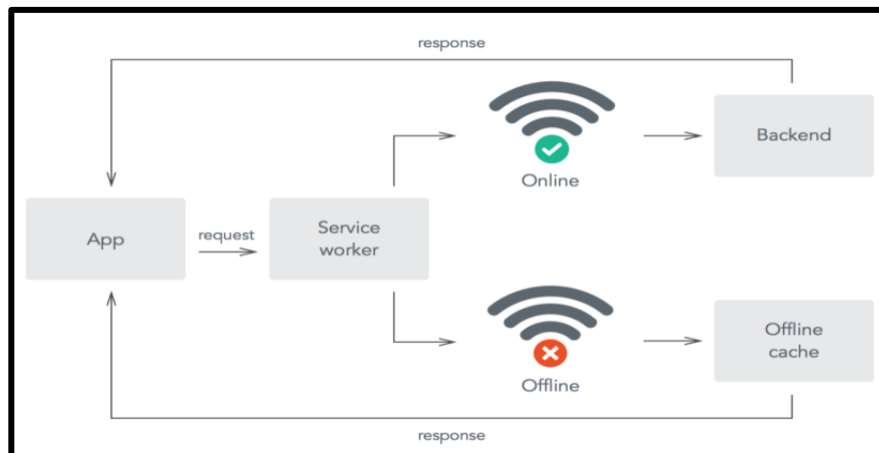 response
Backend
Online
App
request
Service
worker
Offline
cache
Offline
response